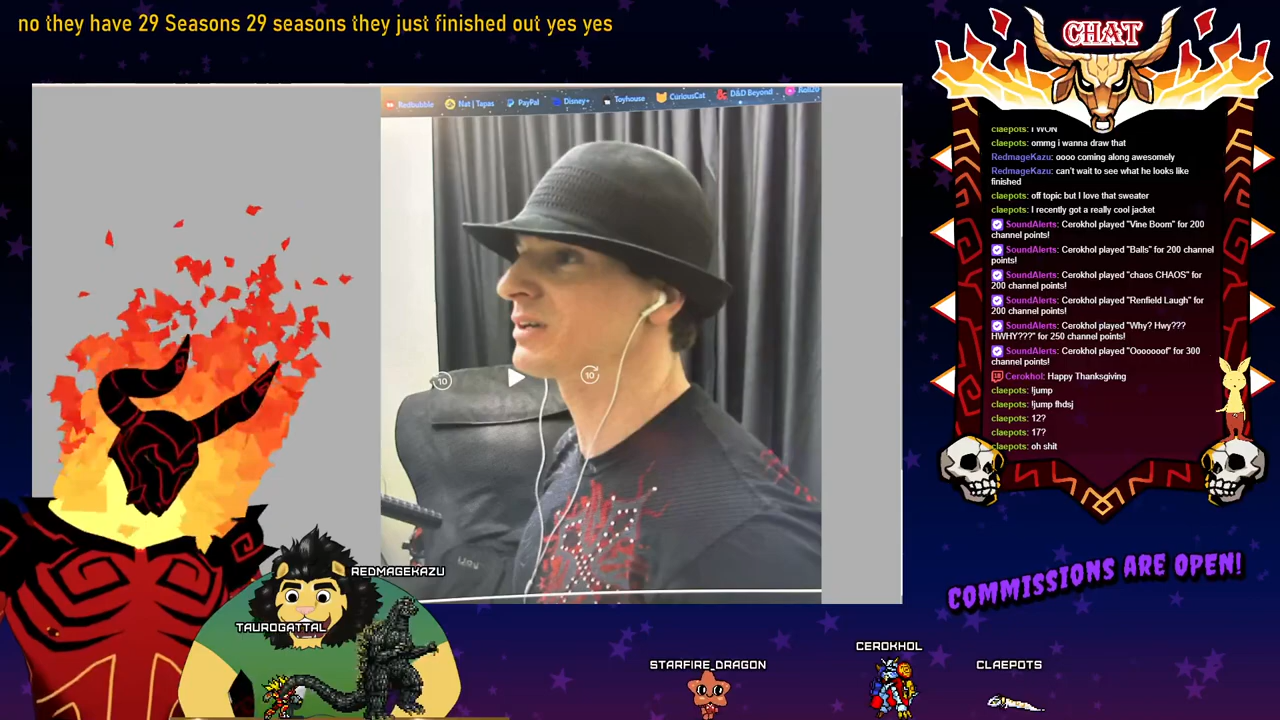 no they have 29 Seasons 29 seasons they just finished out yes yes
CHAT
Redbubble Nat | Tapas PayPal Disney+ Toyhouse CuriousCat D&D Beyond Roll20
claepots: I WON
claepots: ommg i wanna draw that
RedmageKazu: oooo coming along awesomely
RedmageKazu: can't wait to see what he looks like
finished
claepots: off topic but I love that sweater
claepots: I recently got a really cool jacket
SoundAlerts: Cerokhol played "Vine Boom" for 200
channel points!
SoundAlerts: Cerokhol played "Balls" for 200 channel
points!
SoundAlerts: Cerokhol played "chaos CHAOS" for
200 channel points!
SoundAlerts: Cerokhol played "Renfield Laugh" for
200 channel points!
SoundAlerts: Cerokhol played "Why? Hwy???
HWHY???" for 250 channel points!
SoundAlerts: Cerokhol played "Ooooooof" for 300
channel points!
Cerokhol: Happy Thanksgiving
claepots: !jump
claepots: !jump fhdsj
claepots: 12?
claepots: 17?
claepots: oh shit
10 10
COMMISSIONS ARE OPEN!
REDMAGEKAZU
TAUROGATTAL
STARFIRE_DRAGON
CEROKHOL
CLAEPOTS